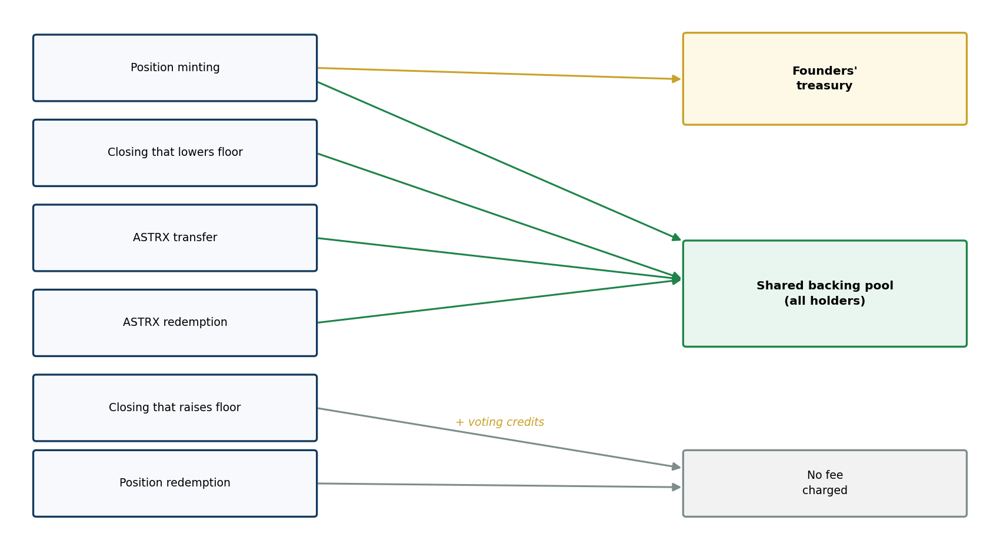 Position minting
Founders'
treasury
Closing that lowers floor
ASTRX transfer
Shared backing pool
(all holders)
ASTRX redemption
Closing that raises floor
+ voting credits
Position redemption
No fee
charged